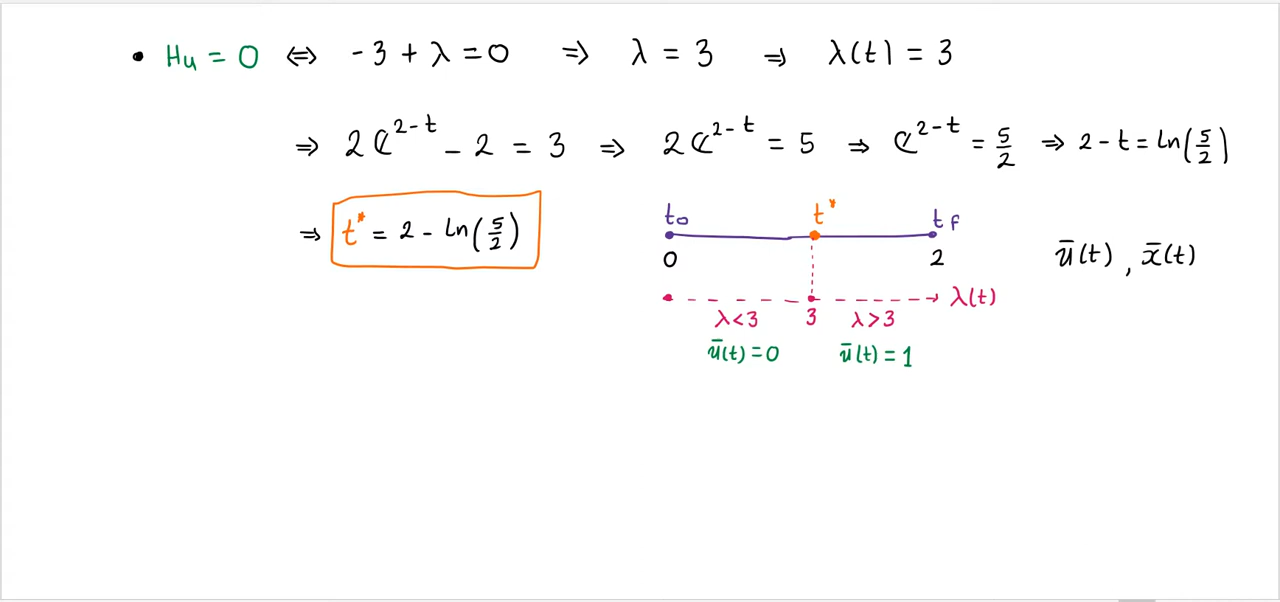 • Hu = 0 ⇔ -3 + λ = 0 ⇒ λ = 3 ⇒ λ(t) = 3
⇒ 2e^{2-t} - 2 = 3 ⇒ 2e^{2-t} = 5 ⇒ e^{2-t} = 5/2 ⇒ 2-t = ln(5/2)
⇒ t* = 2 - ln(5/2)
t₀ t* t_f
0 2
ū(t), x̄(t)
λ(t)
λ<3 3 λ>3
ū(t) = 0 ū(t) = 1